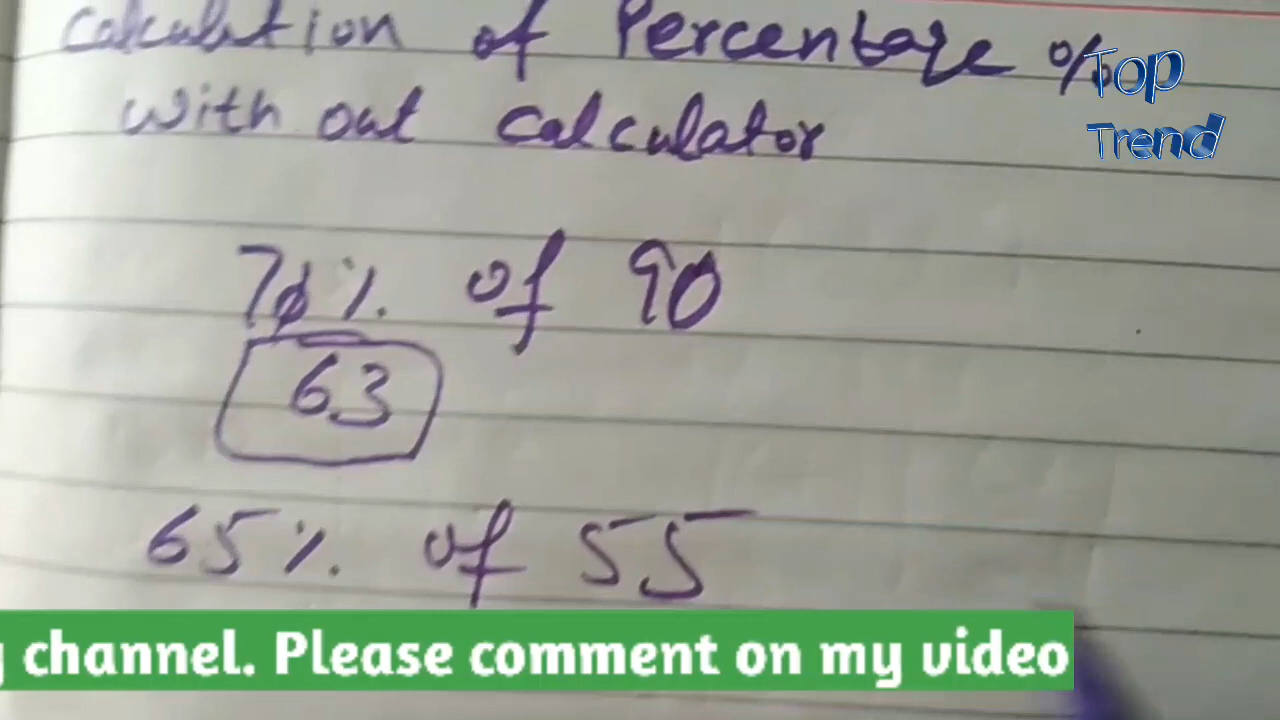 Calculation of Percentage %
with out calculator
Top
Trend
70% of 90
63
65% of 55
channel. Please comment on my video